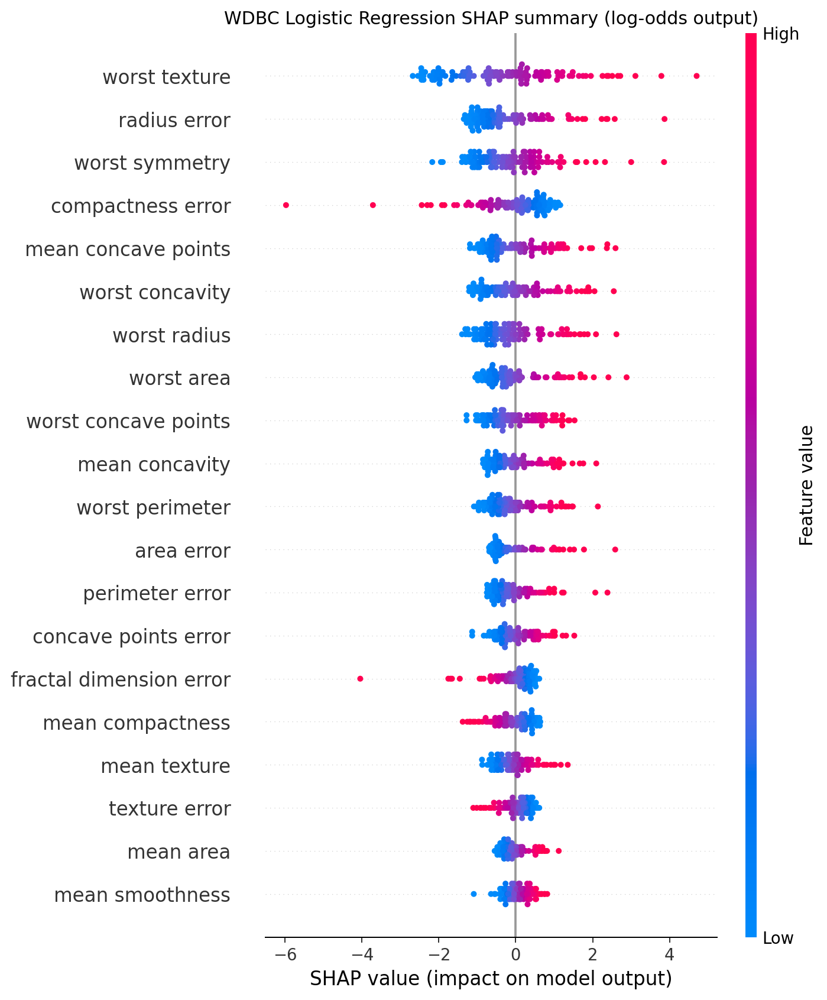 WDBC Logistic Regression SHAP summary (log-odds output)
High
worst texture
radius error
worst symmetry
compactness error
mean concave points
worst concavity
worst radius
worst area
worst concave points
mean concavity
worst perimeter
area error
perimeter error
concave points error
fractal dimension error
mean compactness
mean texture
texture error
mean area
mean smoothness
Feature value
Low
−6 −4 −2 0 2 4
SHAP value (impact on model output)